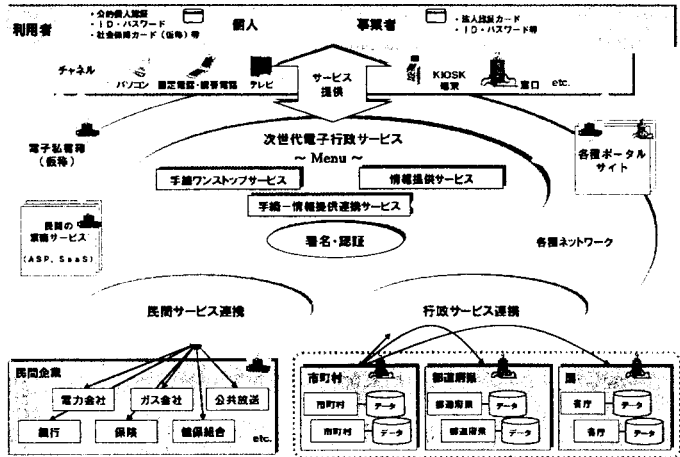 利用者
・公的個人認証
・ID・パスワード
・社会保障カード（仮称）等
個人
事業者
・法人認証カード
・ID・パスワード等
チャネル
パソコン
固定電話・携帯電話
テレビ
サービス
提供
KIOSK
端末
窓口
etc.
電子私書箱
（仮称）
次世代電子行政サービス
～ Menu ～
手続ワンストップサービス
情報提供サービス
手続－情報提供連携サービス
署名・認証
各種ポータル
サイト
民間の
業務サービス
(ASP、SaaS)
各種ネットワーク
民間サービス連携
行政サービス連携
民間企業
電力会社
ガス会社
公共放送
銀行
保険
健保組合
etc.
市町村
市町村
データ
市町村
データ
都道府県
都道府県
データ
都道府県
データ
国
各庁
データ
各庁
データ